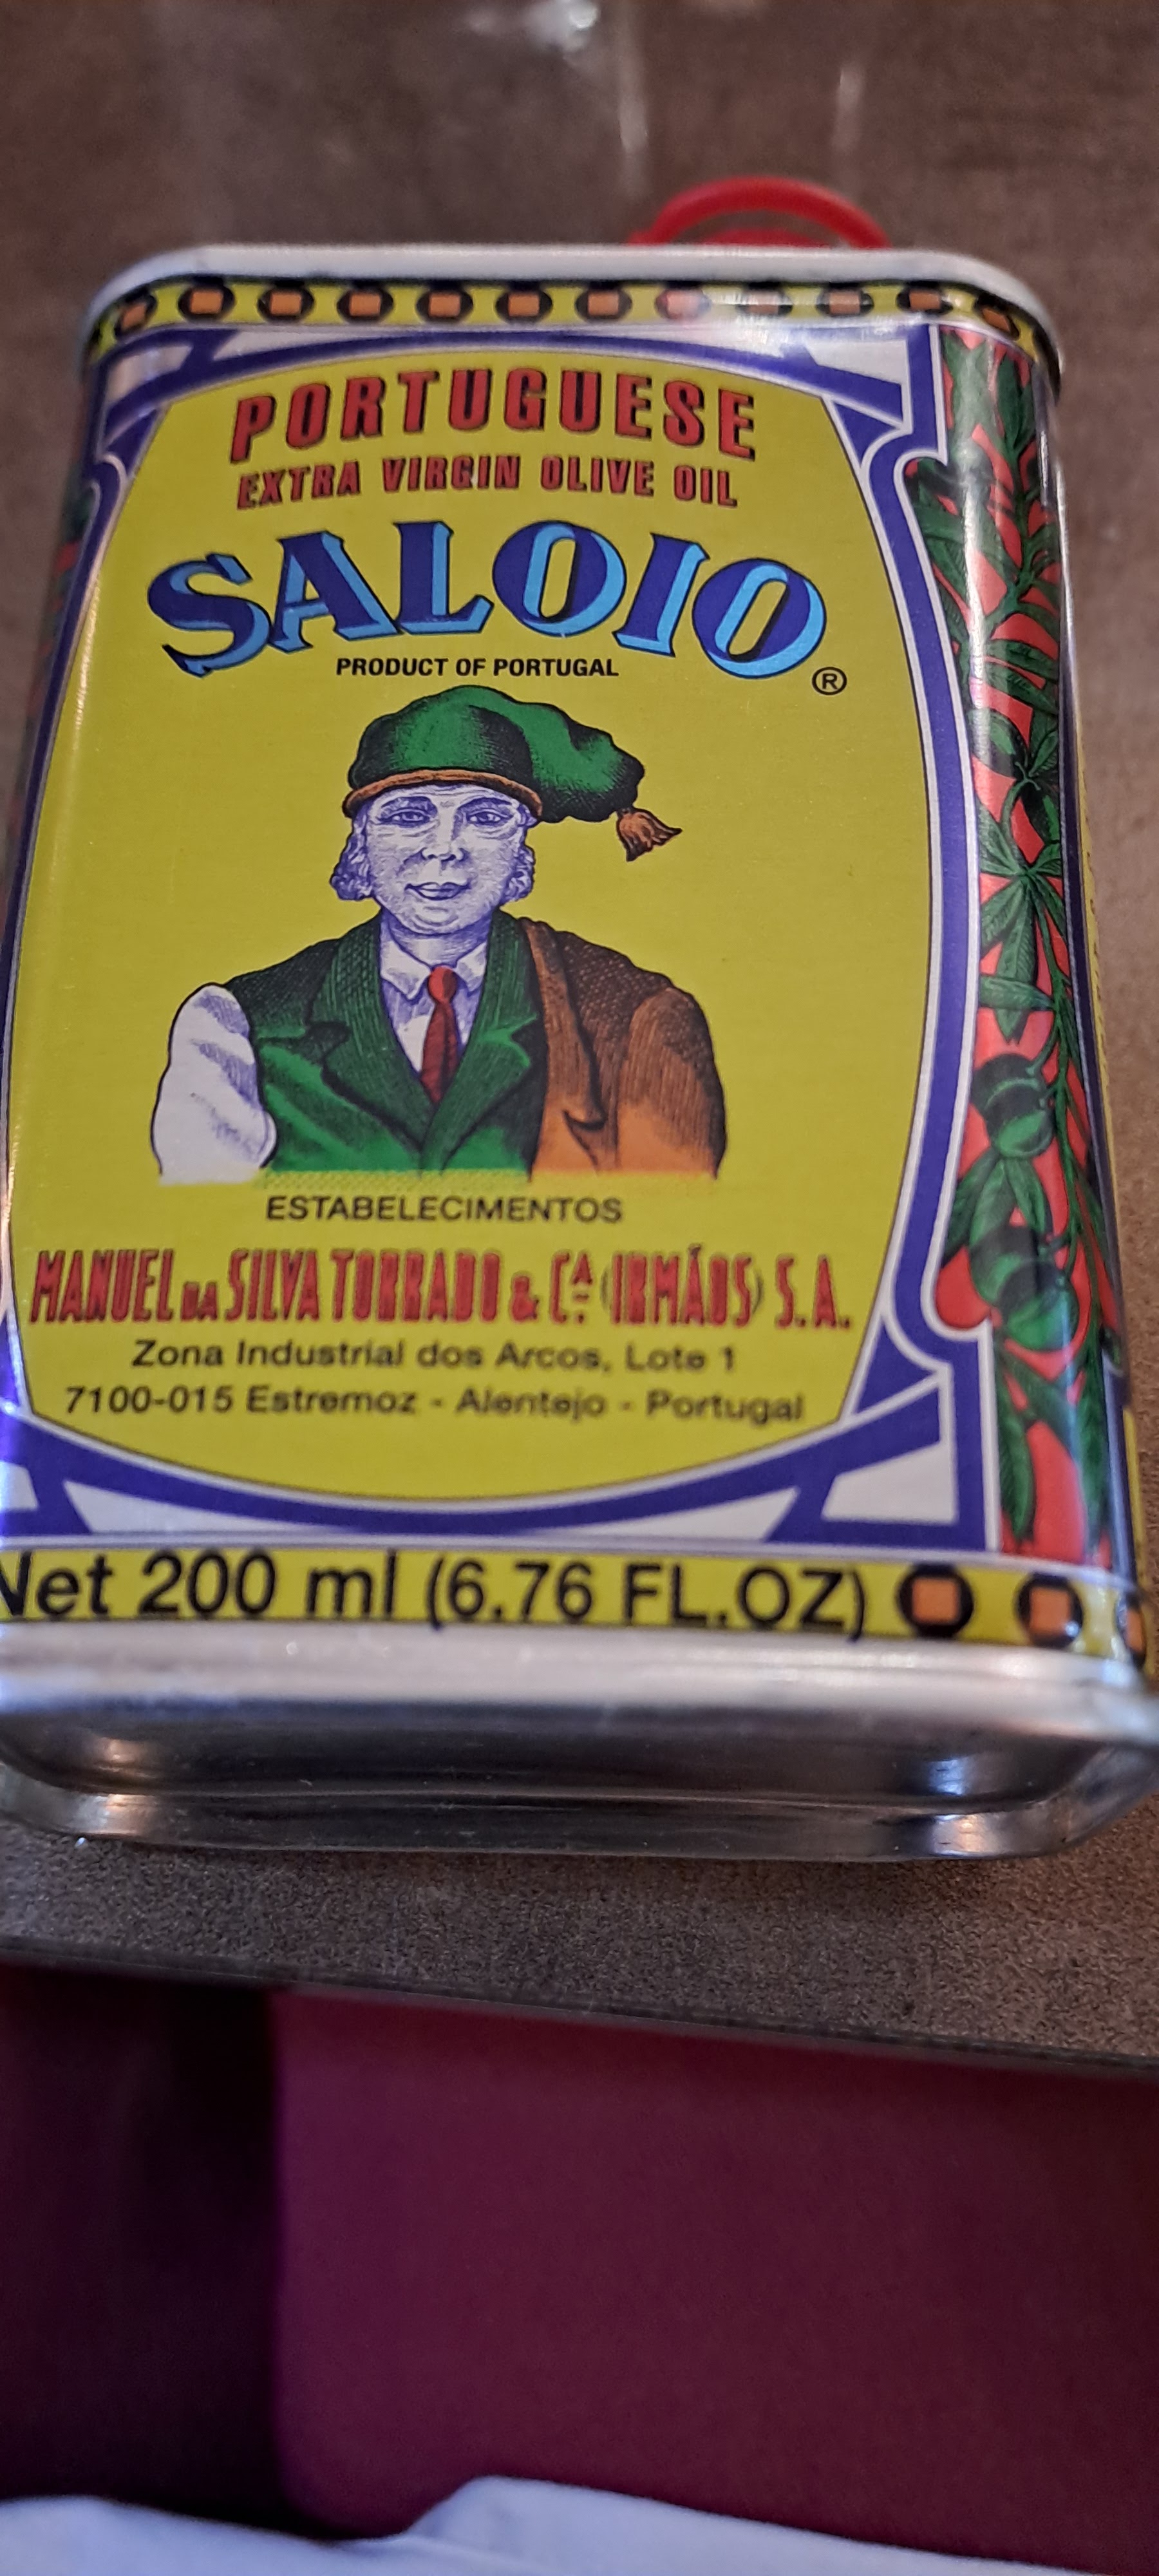 PORTUGUESE
EXTRA VIRGIN OLIVE OIL
SALOIO
PRODUCT OF PORTUGAL
®
ESTABELECIMENTOS
MANUEL DA SILVA TORRADO & Cª (IRMÃOS) S.A.
Zona Industrial dos Arcos, Lote 1
7100-015 Estremoz - Alentejo - Portugal
Net 200 ml (6.76 FL.OZ)